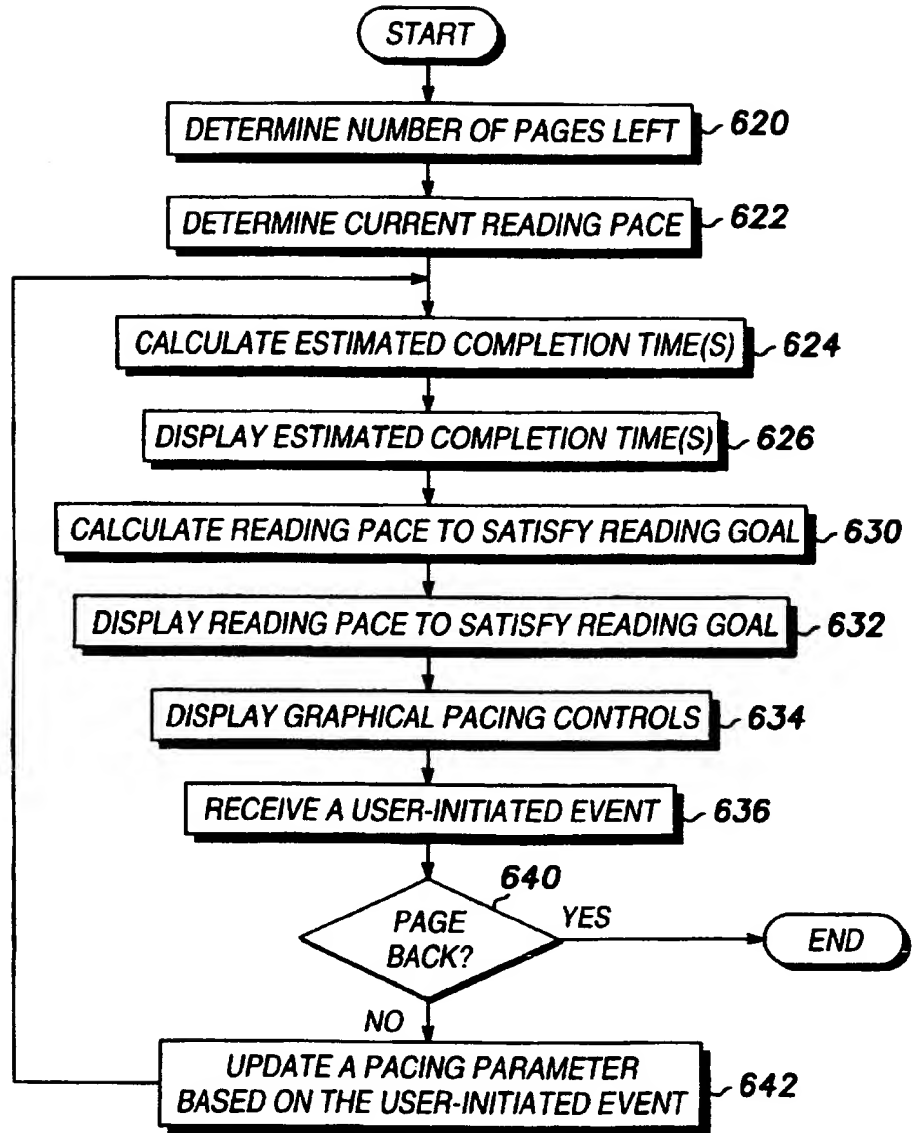 START
DETERMINE NUMBER OF PAGES LEFT 620
DETERMINE CURRENT READING PACE 622
CALCULATE ESTIMATED COMPLETION TIME(S) 624
DISPLAY ESTIMATED COMPLETION TIME(S) 626
CALCULATE READING PACE TO SATISFY READING GOAL 630
DISPLAY READING PACE TO SATISFY READING GOAL 632
DISPLAY GRAPHICAL PACING CONTROLS 634
RECEIVE A USER-INITIATED EVENT 636
640
PAGE
BACK?
YES
END
NO
UPDATE A PACING PARAMETER
BASED ON THE USER-INITIATED EVENT 642